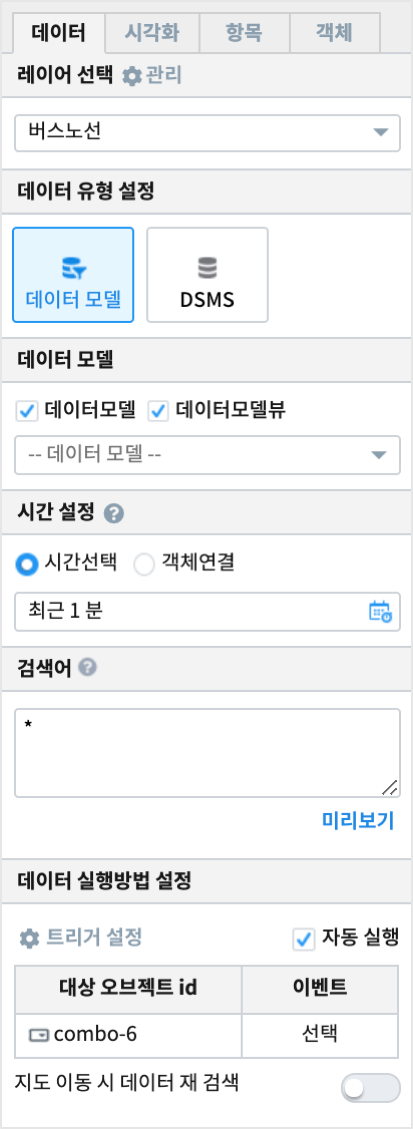 데이터 시각화 항목 객체
레이어 선택 관리
버스노선
데이터 유형 설정
데이터 모델 DSMS
데이터 모델
데이터모델 데이터모델뷰
-- 데이터 모델 --
시간 설정 ?
시간선택 객체연결
최근 1 분
검색어 ?
*
미리보기
데이터 실행방법 설정
트리거 설정 자동 실행
대상 오브젝트 id 이벤트
combo-6 선택
지도 이동 시 데이터 재 검색